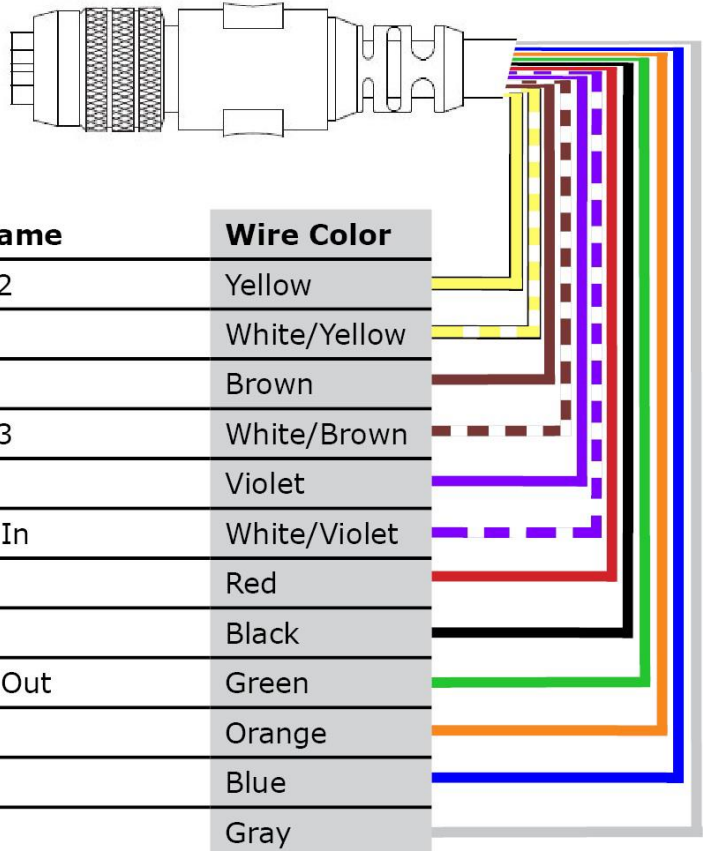 ame Wire Color
2 Yellow
White/Yellow
Brown
3 White/Brown
Violet
In White/Violet
Red
Black
Out Green
Orange
Blue
Gray